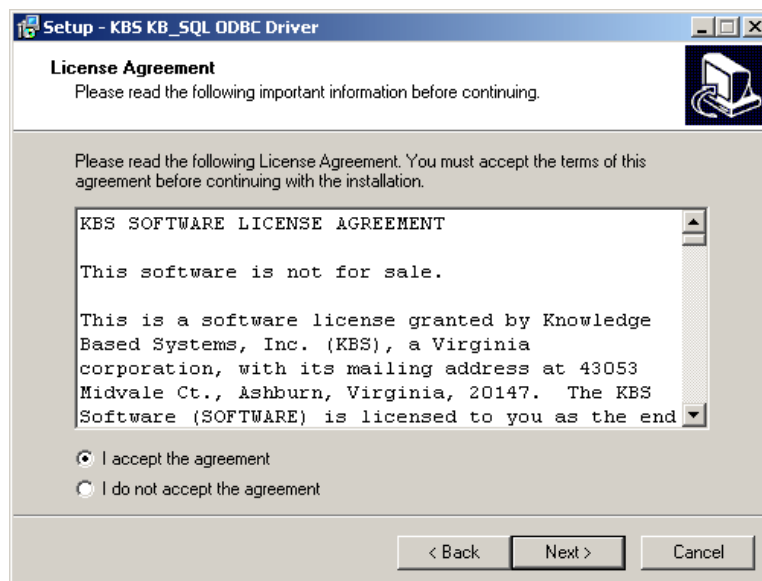 Setup - KBS KB_SQL ODBC Driver
License Agreement
Please read the following important information before continuing.
Please read the following License Agreement. You must accept the terms of this
agreement before continuing with the installation.
KBS SOFTWARE LICENSE AGREEMENT
This software is not for sale.
This is a software license granted by Knowledge
Based Systems, Inc. (KBS), a Virginia
corporation, with its mailing address at 43053
Midvale Ct., Ashburn, Virginia, 20147.  The KBS
Software (SOFTWARE) is licensed to you as the end
I accept the agreement
I do not accept the agreement
< Back
Next >
Cancel